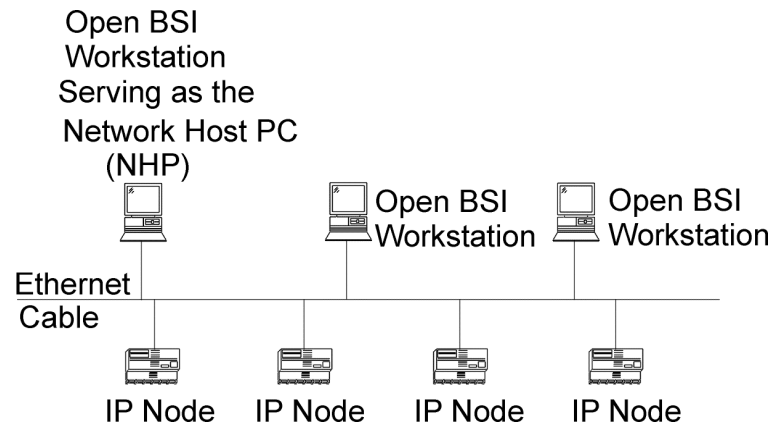 Open BSI
Workstation
Serving as the
Network Host PC
(NHP)
Open BSI
Workstation
Open BSI
Workstation
Ethernet
Cable
IP Node
IP Node
IP Node
IP Node